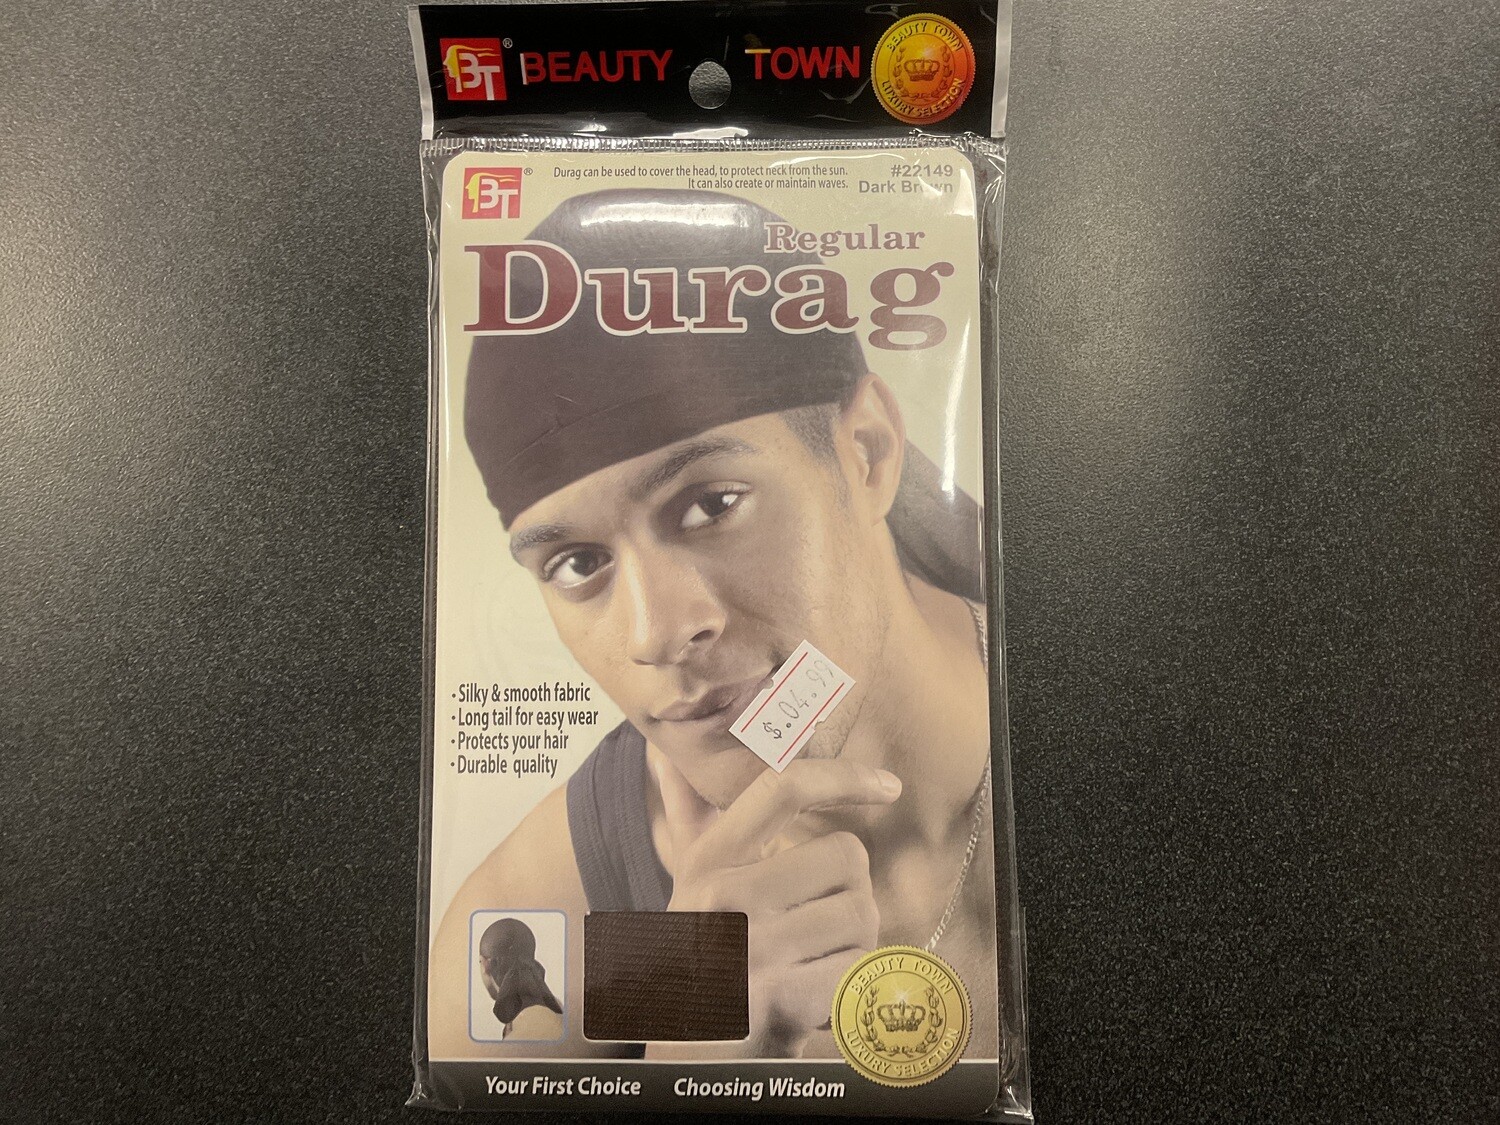 BT® BEAUTY TOWN
BEAUTY TOWN
LUXURY SELECTION
BT®
Durag can be used to cover the head, to protect neck from the sun.
It can also create or maintain waves.
#22149
Dark Brown
Regular
Durag
• Silky & smooth fabric
• Long tail for easy wear
• Protects your hair
• Durable quality
$.04.99
BEAUTY TOWN
LUXURY SELECTION
Your First Choice Choosing Wisdom